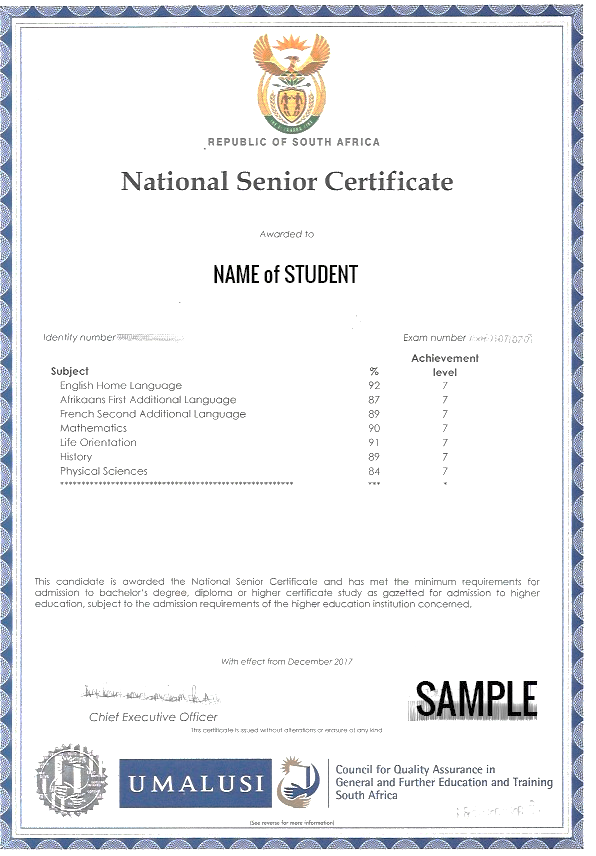 REPUBLIC OF SOUTH AFRICA
National Senior Certificate
Awarded to
NAME of STUDENT
Identity number
Exam number
Achievement
Subject % level
English Home Language 92 7
Afrikaans First Additional Language 87 7
French Second Additional Language 89 7
Mathematics 90 7
Life Orientation 91 7
History 89 7
Physical Sciences 84 7
This candidate is awarded the National Senior Certificate and has met the minimum requirements for
admission to bachelor's degree, diploma or higher certificate study as gazetted for admission to higher
education, subject to the admission requirements of the higher education institution concerned.
With effect from December 2017
SAMPLE
Chief Executive Officer
This certificate is issued without alterations or erasure of any kind
UMALUSI
Council for Quality Assurance in
General and Further Education and Training
South Africa
(See reverse for more information)